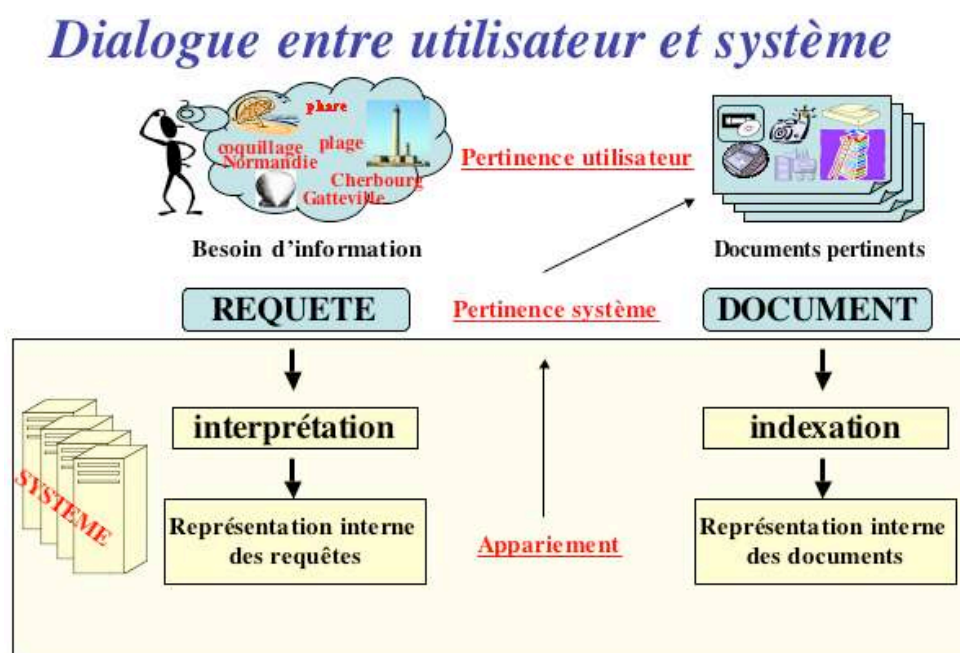 Dialogue entre utilisateur et système
phare
coquillage
plage
Normandie
Cherbourg
Gatteville
Pertinence utilisateur
Besoin d'information
Documents pertinents
REQUETE
Pertinence système
DOCUMENT
interprétation
indexation
SYSTEME
Représentation interne
des requêtes
Appariement
Représentation interne
des documents